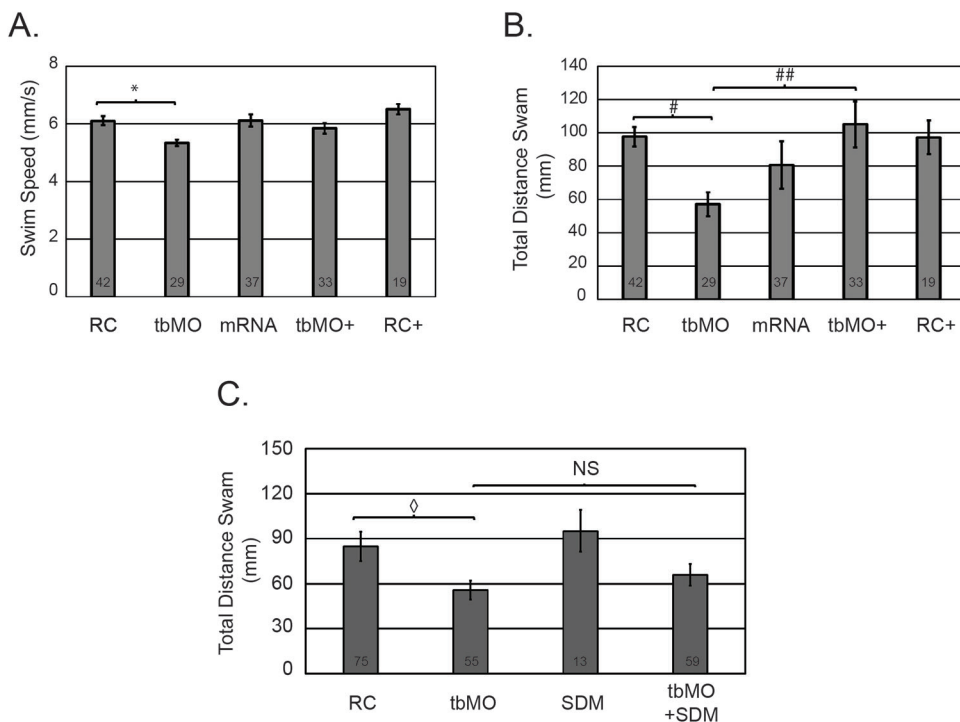 A.
8
6
4
2
0
Swim Speed (mm/s)
*
42
29
37
33
19
RC
tbMO
mRNA
tbMO+
RC+
B.
140
120
100
80
60
40
20
0
Total Distance Swam
(mm)
#
##
42
29
37
33
19
RC
tbMO
mRNA
tbMO+
RC+
C.
150
120
90
60
30
0
Total Distance Swam
(mm)
◊
NS
75
55
13
59
RC
tbMO
SDM
tbMO
+SDM